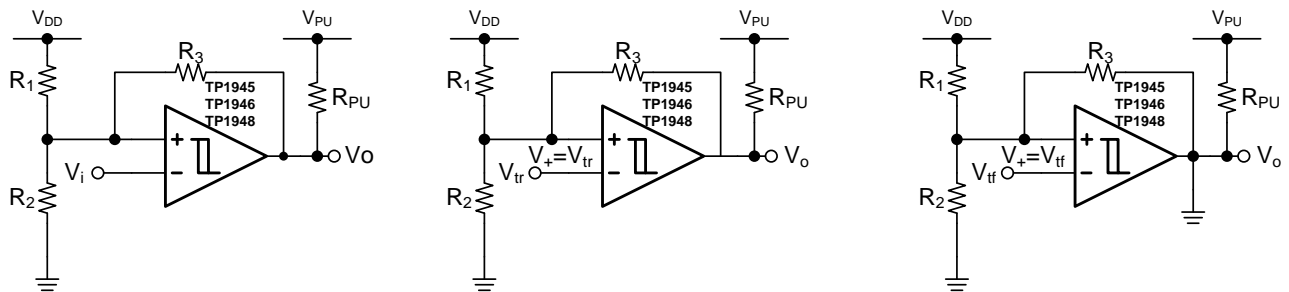 VDD
VPU
R3
R1
TP1945
TP1946
TP1948
RPU
+
Vo
Vi
-
R2
VDD
VPU
R3
R1
TP1945
TP1946
TP1948
RPU
V+=Vtr
+
Vo
Vtr
-
R2
VDD
VPU
R3
R1
TP1945
TP1946
TP1948
RPU
V+=Vtf
+
Vo
Vtf
-
R2